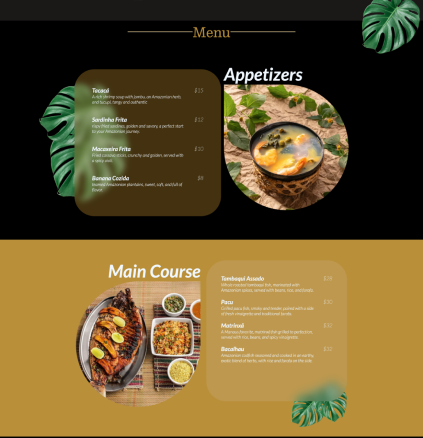 Menu
Appetizers
Tacacá
$15
A rich shrimp soup with jambu, an Amazonian herb,
and tucupi, tangy and authentic
Sardinha Frita
$12
Crispy fried sardines, golden and savory, a perfect start
to your Amazonian journey.
Macaxeira Frita
$10
Fried cassava sticks, crunchy and golden, served with
a spicy aioli.
Banana Cozida
$8
Boiled Amazonian plantains, sweet, soft, and full of
flavor.
Main Course
Tambaqui Assado
Whole roasted tambaqui fish, marinated with
Amazonian spices, served with beans, rice, and farofa.
Pacu
$30
Grilled pacu fish, smoky and tender, paired with a side
of fresh vinaigrette and traditional farofa.
Matrinxã
A Manaus favorite, matrinxã fish grilled to perfection,
served with rice, beans, and spicy vinaigrette.
Bacalhau
Amazonian codfish seasoned and cooked in an earthy,
exotic blend of herbs, with rice and farofa on the side.